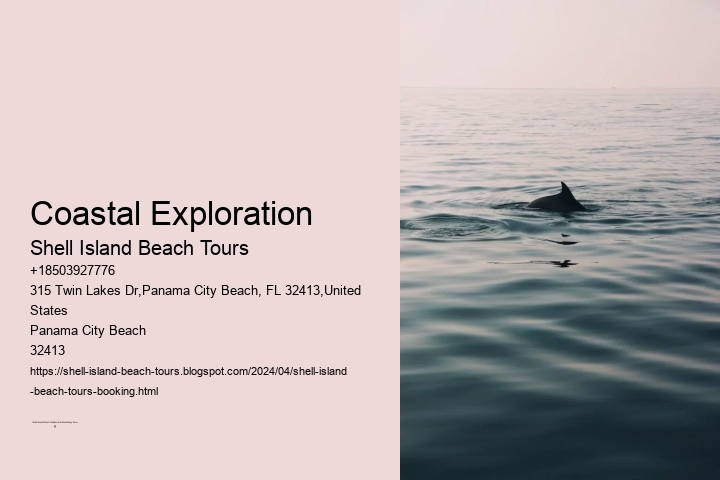 Coastal Exploration
Shell Island Beach Tours
+18503927776
315 Twin Lakes Dr,Panama City Beach, FL 32413,United
States
Panama City Beach
32413
https://shell-island-beach-tours.blogspot.com/2024/04/shell-island
-beach-tours-booking.html